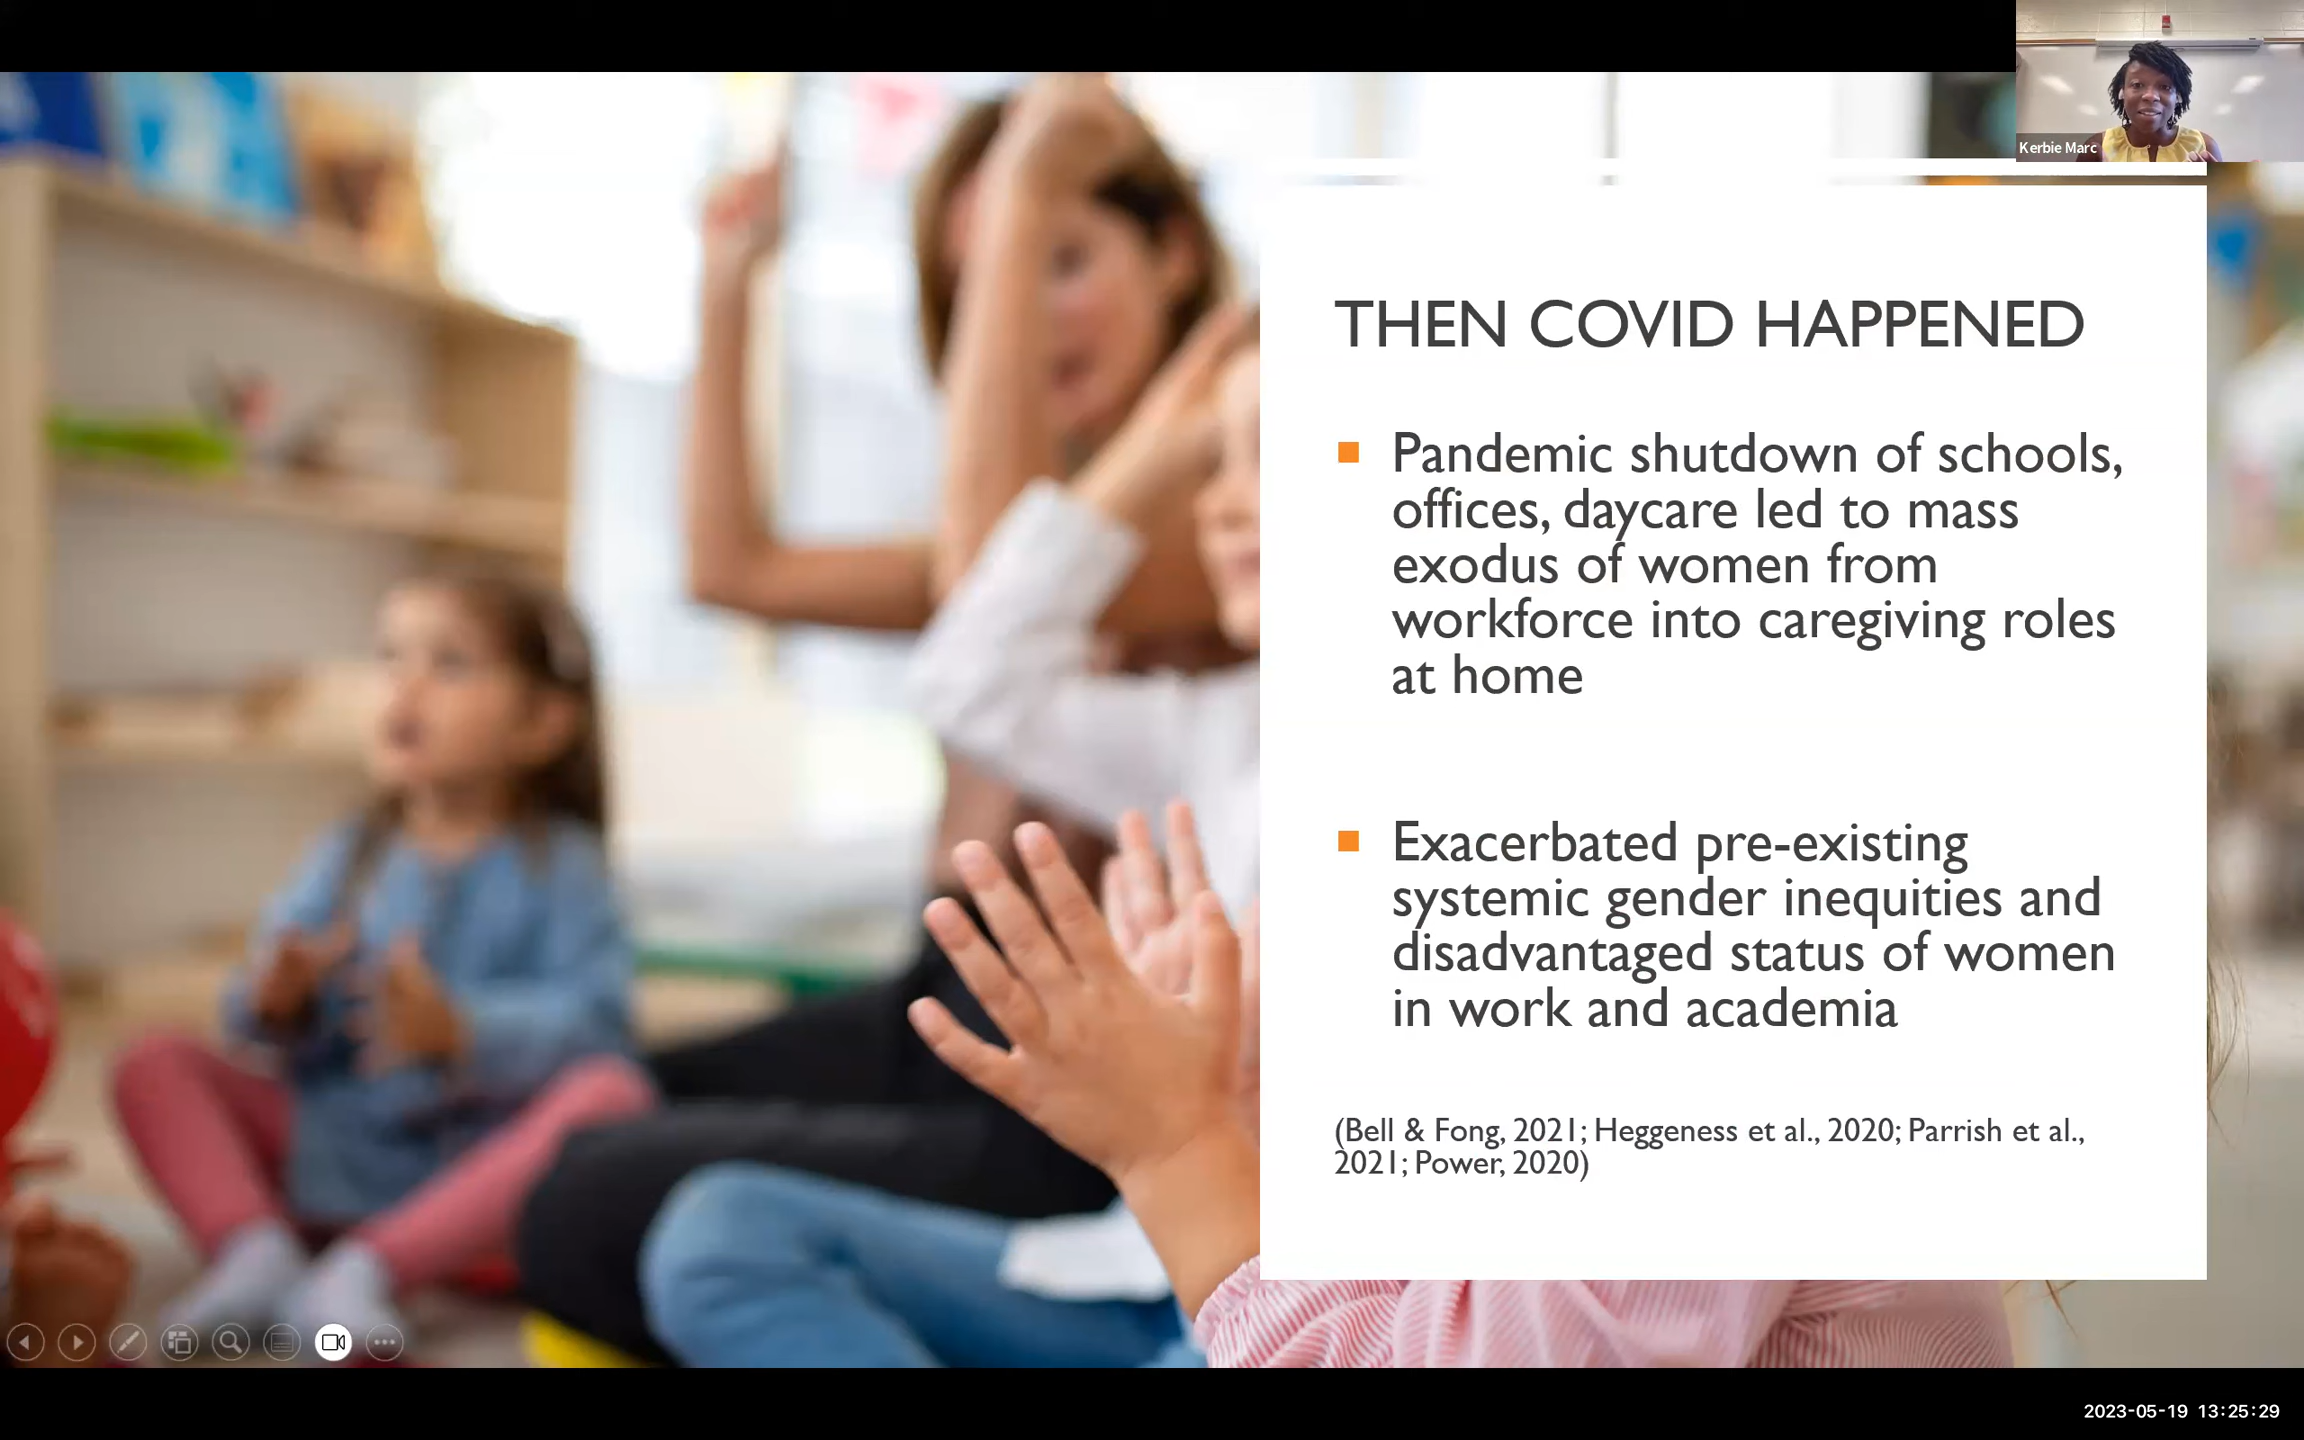 Kerbie Marc
THEN COVID HAPPENED
Pandemic shutdown of schools,
offices, daycare led to mass
exodus of women from
workforce into caregiving roles
at home
Exacerbated pre-existing
systemic gender inequities and
disadvantaged status of women
in work and academia
(Bell & Fong, 2021; Heggeness et al., 2020; Parrish et al.,
2021; Power, 2020)
2023-05-19 13:25:29